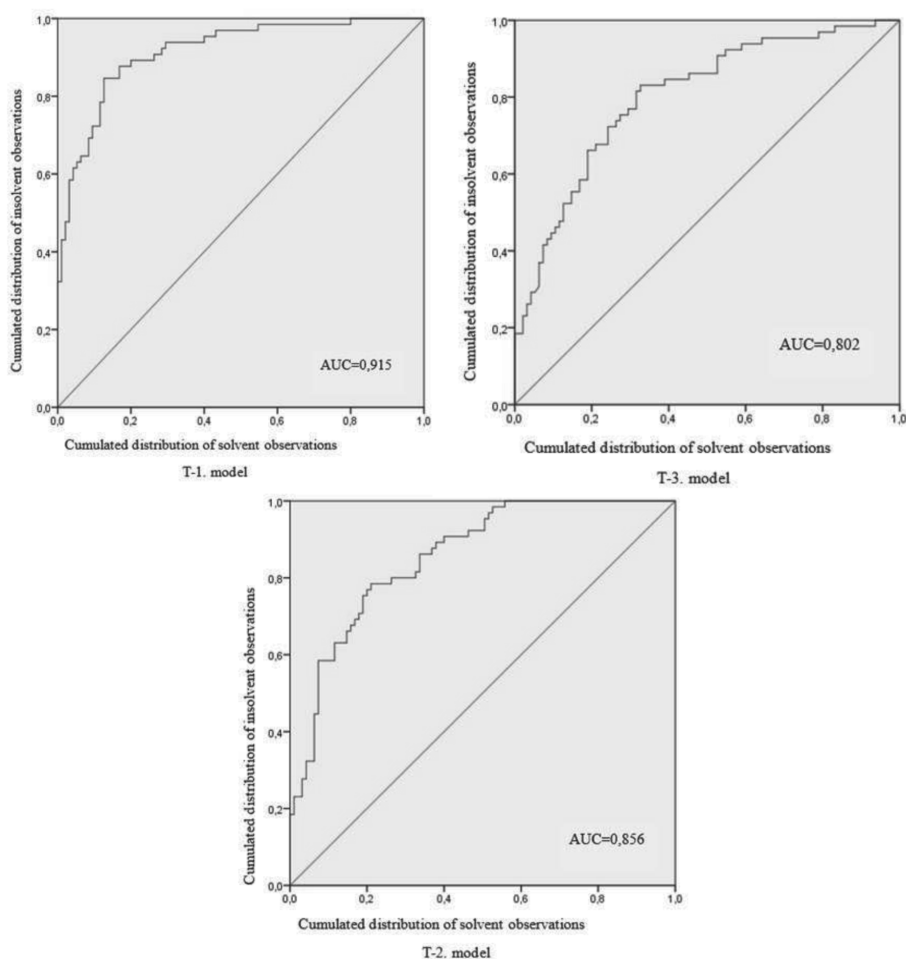 1,0
0,8
0,6
0,4
0,2
0,0
0,0 0,2 0,4 0,6 0,8 1,0
Cumulated distribution of insolvent observations
AUC=0,915
Cumulated distribution of solvent observations
T-1. model
1,0
0,8
0,6
0,4
0,2
0,0
0,0 0,2 0,4 0,6 0,8 1,0
Cumulated distribution of insolvent observations
AUC=0,802
Cumulated distribution of solvent observations
T-3. model
1,0
0,8
0,6
0,4
0,2
0,0
0,0 0,2 0,4 0,6 0,8 1,0
Cumulated distribution of insolvent observations
AUC=0,856
Cumulated distribution of solvent observations
T-2. model